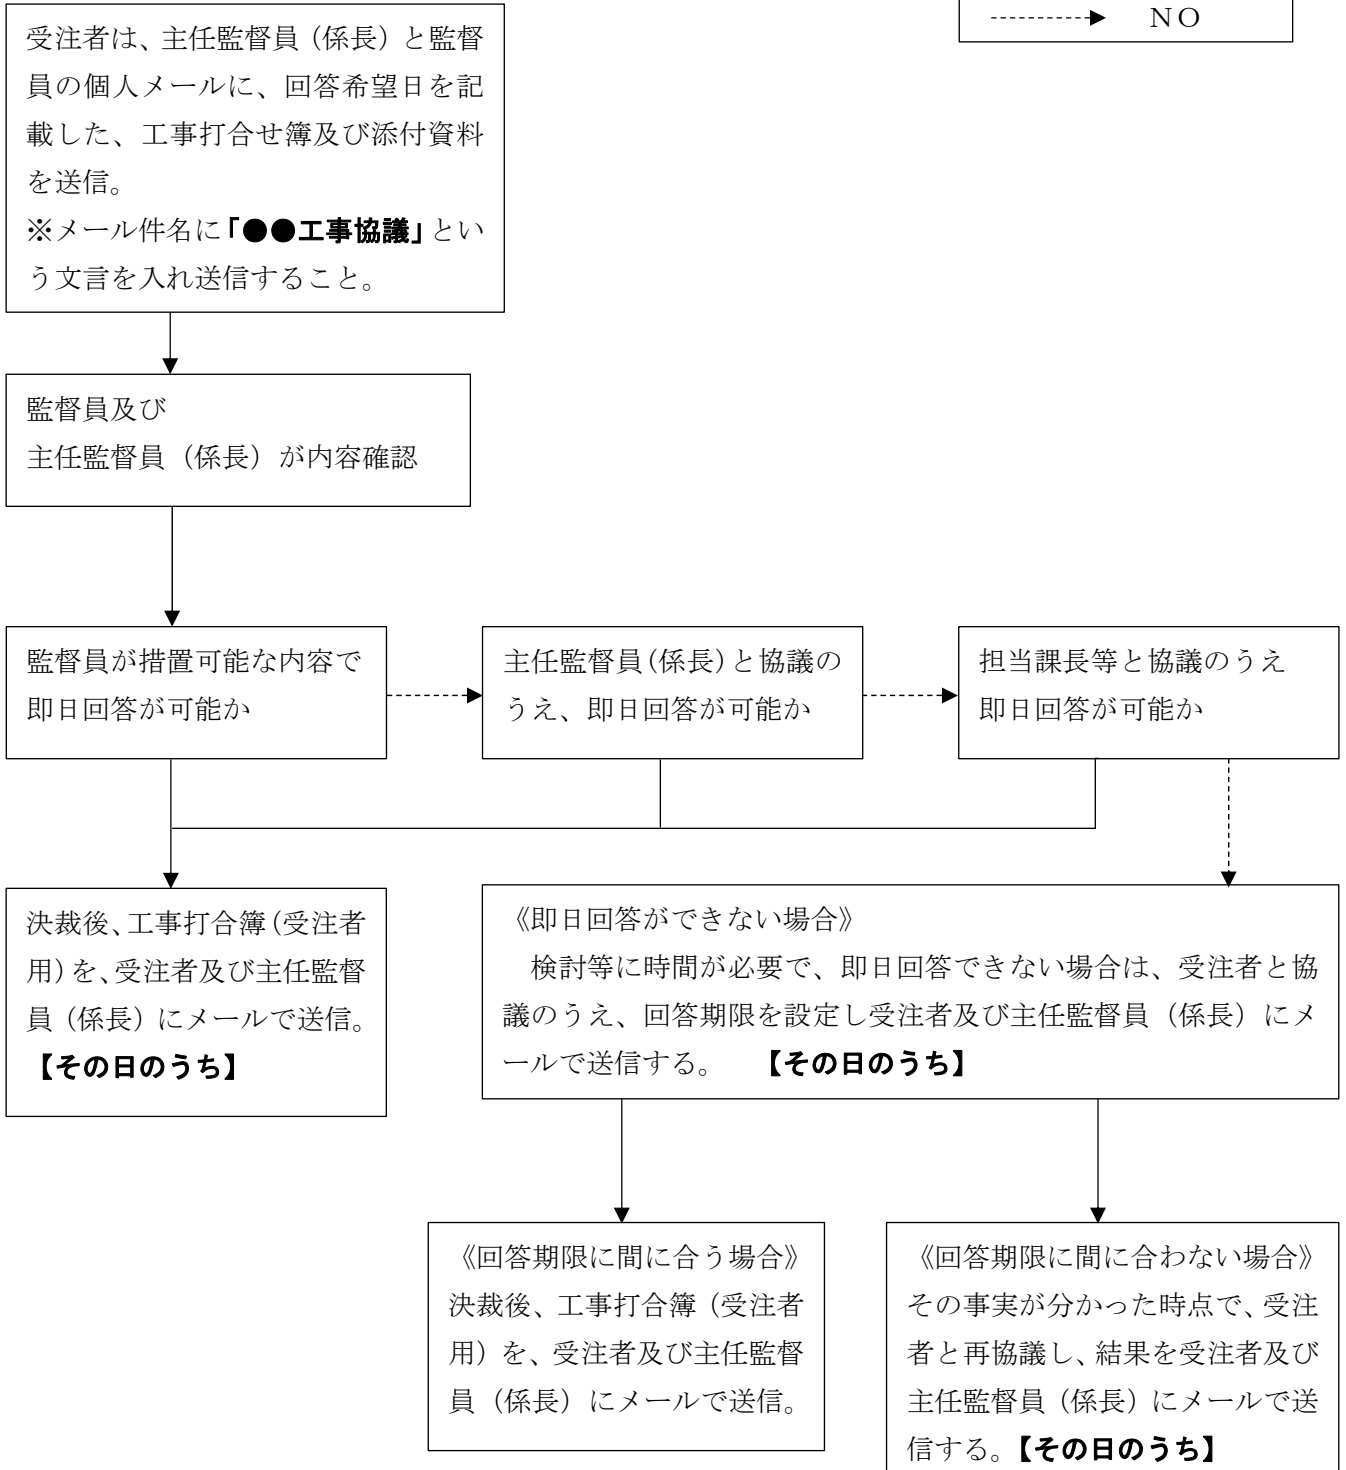 NO
受注者は、主任監督員（係長）と監督
員の個人メールに、回答希望日を記
載した、工事打合せ簿及び添付資料
を送信。
※メール件名に「●●工事協議」とい
う文言を入れ送信すること。
監督員及び
主任監督員（係長）が内容確認
監督員が措置可能な内容で
即日回答が可能か
主任監督員（係長）と協議の
うえ、即日回答が可能か
担当課長等と協議のうえ
即日回答が可能か
決裁後、工事打合簿（受注者
用）を、受注者及び主任監督
員（係長）にメールで送信。
【その日のうち】
《即日回答ができない場合》
検討等に時間が必要で、即日回答できない場合は、受注者と協
議のうえ、回答期限を設定し受注者及び主任監督員（係長）にメ
ールで送信する。　【その日のうち】
《回答期限に間に合う場合》
決裁後、工事打合簿（受注者
用）を、受注者及び主任監督
員（係長）にメールで送信。
《回答期限に間に合わない場合》
その事実が分かった時点で、受注
者と再協議し、結果を受注者及び
主任監督員（係長）にメールで送
信する。【その日のうち】